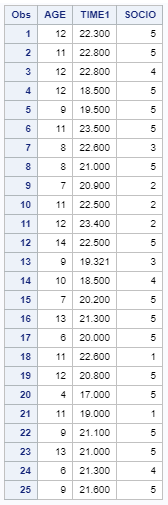 Obs AGE TIME1 SOCIO
1 12 22.300 5
2 11 22.800 5
3 12 22.800 4
4 12 18.500 5
5 9 19.500 5
6 11 23.500 5
7 8 22.600 3
8 8 21.000 5
9 7 20.900 2
10 11 22.500 2
11 12 23.400 2
12 14 22.500 5
13 9 19.321 3
14 10 18.500 4
15 7 20.200 5
16 13 21.300 5
17 6 20.000 5
18 11 22.600 1
19 12 20.800 5
20 4 17.000 5
21 11 19.000 1
22 9 21.100 5
23 13 21.000 5
24 6 21.300 4
25 9 21.600 5